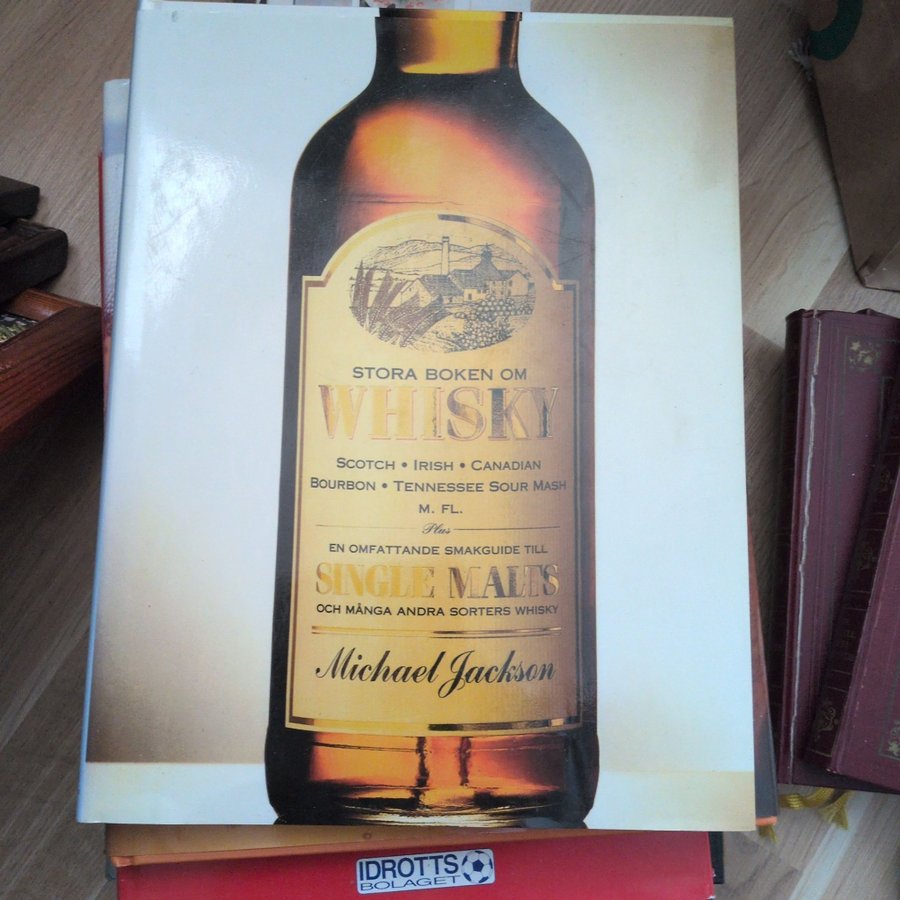 STORA BOKEN OM
WHISKY
SCOTCH • IRISH • CANADIAN
BOURBON • TENNESSEE SOUR MASH
M. FL.
Plus
EN OMFATTANDE SMAKGUIDE TILL
SINGLE MALTS
OCH MÅNGA ANDRA SORTERS WHISKY
Michael Jackson
IDROTTS
BOLAGET